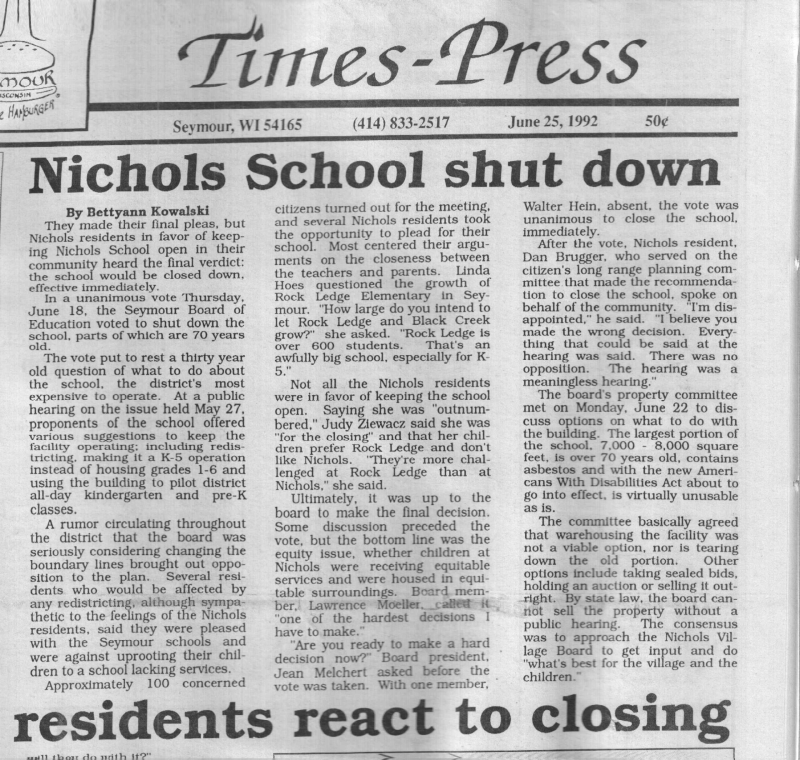 MOUR
WISCONSIN
HAMBURGER
Times-Press
Seymour, WI 54165 (414) 833-2517 June 25, 1992 50¢
Nichols School shut down
By Bettyann Kowalski
They made their final pleas, but
Nichols residents in favor of keep-
ing Nichols School open in their
community heard the final verdict:
the school would be closed down,
effective immediately.
In a unanimous vote Thursday,
June 18, the Seymour Board of
Education voted to shut down the
school, parts of which are 70 years
old.
The vote put to rest a thirty year
old question of what to do about
the school, the district's most
expensive to operate. At a public
hearing on the issue held May 27,
proponents of the school offered
various suggestions to keep the
facility operating; including redis-
tricting, making it a K-5 operation
instead of housing grades 1-6 and
using the building to pilot district
all-day kindergarten and pre-K
classes.
A rumor circulating throughout
the district that the board was
seriously considering changing the
boundary lines brought out oppo-
sition to the plan. Several resi-
dents who would be affected by
any redistricting, although sympa-
thetic to the feelings of the Nichols
residents, said they were pleased
with the Seymour schools and
were against uprooting their chil-
dren to a school lacking services.
Approximately 100 concerned
citizens turned out for the meeting,
and several Nichols residents took
the opportunity to plead for their
school. Most centered their argu-
ments on the closeness between
the teachers and parents. Linda
Hoes questioned the growth of
Rock Ledge Elementary in Sey-
mour. "How large do you intend to
let Rock Ledge and Black Creek
grow?" she asked. "Rock Ledge is
over 600 students. That's an
awfully big school, especially for K-
5."
Not all the Nichols residents
were in favor of keeping the school
open. Saying she was "outnum-
bered," Judy Ziewacz said she was
"for the closing" and that her chil-
dren prefer Rock Ledge and don't
like Nichols. "They're more chal-
lenged at Rock Ledge than at
Nichols," she said.
Ultimately, it was up to the
board to make the final decision.
Some discussion preceded the
vote, but the bottom line was the
equity issue, whether children at
Nichols were receiving equitable
services and were housed in equi-
table surroundings. Board mem-
ber, Lawrence Moeller, called it
"one of the hardest decisions I
have to make."
"Are you ready to make a hard
decision now?" Board president,
Jean Melchert asked before the
vote was taken. With one member,
Walter Hein, absent, the vote was
unanimous to close the school,
immediately.
After the vote, Nichols resident,
Dan Brugger, who served on the
citizen's long range planning com-
mittee that made the recommenda-
tion to close the school, spoke on
behalf of the community. "I'm dis-
appointed," he said. "I believe you
made the wrong decision. Every-
thing that could be said at the
hearing was said. There was no
opposition. The hearing was a
meaningless hearing."
The board's property committee
met on Monday, June 22 to dis-
cuss options on what to do with
the building. The largest portion of
the school, 7,000 - 8,000 square
feet, is over 70 years old, contains
asbestos and with the new Ameri-
cans With Disabilities Act about to
go into effect, is virtually unusable
as is.
The committee basically agreed
that warehousing the facility was
not a viable option, nor is tearing
down the old portion. Other
options include taking sealed bids,
holding an auction or selling it out-
right. By state law, the board can-
not sell the property without a
public hearing. The consensus
was to approach the Nichols Vil-
lage Board to get input and do
"what's best for the village and the
children."
residents react to closing
will they do with it?"